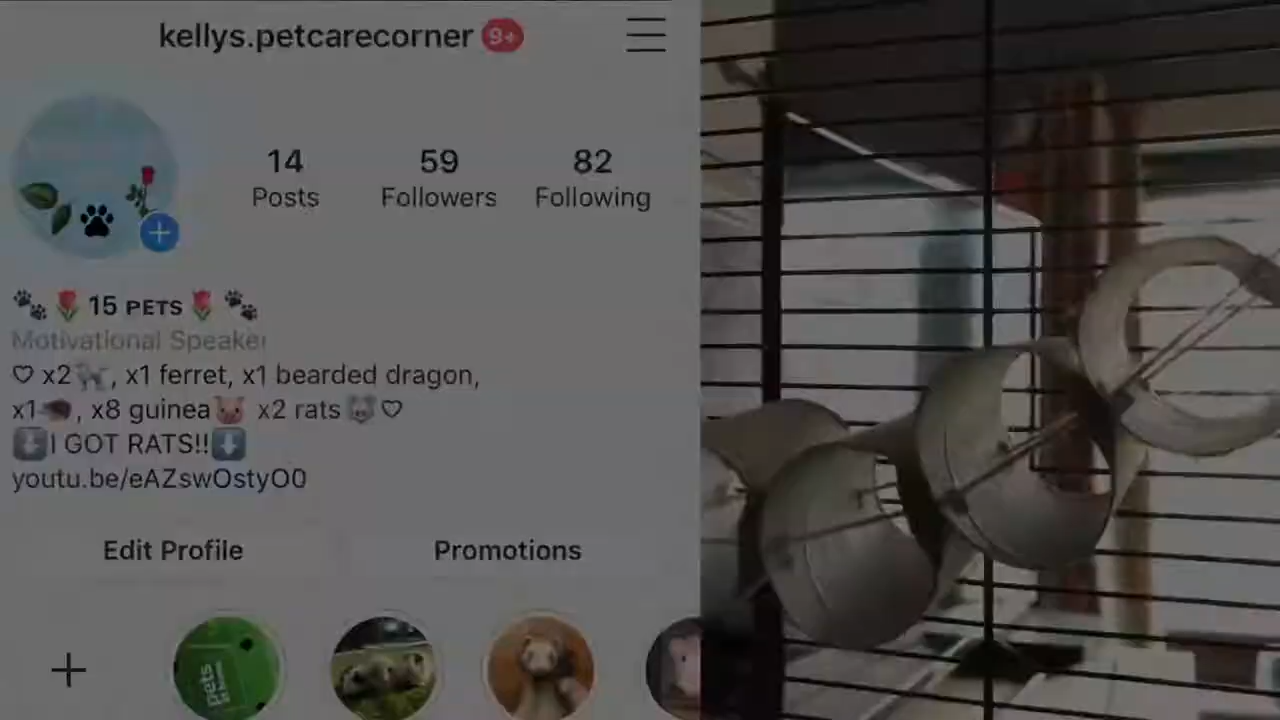 kellys.petcarecorner 9+
14 59 82
Posts Followers Following
🐾🌹15 ᴘᴇᴛs🌹🐾
Motivational Speaker
♡ x2🐩, x1 ferret, x1 bearded dragon,
x1🦔, x8 guinea🐷 x2 rats🐭♡
⬇️I GOT RATS!!⬇️
youtu.be/eAZswOstyO0
Edit Profile Promotions
+
Pets